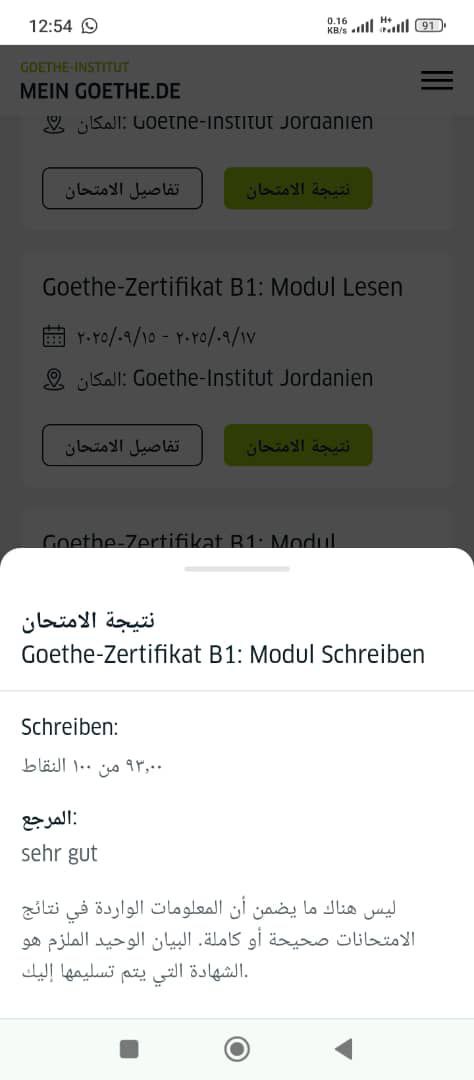 12:54
0.16 KB/s
H+
91
GOETHE-INSTITUT
MEIN GOETHE.DE
المكان: Goethe-Institut Jordanien
تفاصيل الامتحان
نتيجة الامتحان
Goethe-Zertifikat B1: Modul Lesen
٢٠٢٥/٠٩/١٥ - ٢٠٢٥/٠٩/١٧
المكان: Goethe-Institut Jordanien
تفاصيل الامتحان
نتيجة الامتحان
Goethe-Zertifikat B1: Modul
نتيجة الامتحان
Goethe-Zertifikat B1: Modul Schreiben
Schreiben:
٩٣,٠٠ من ١٠٠ النقاط
المرجع:
sehr gut
ليس هناك ما يضمن أن المعلومات الواردة في نتائج
الامتحانات صحيحة أو كاملة. البيان الوحيد الملزم هو
الشهادة التي يتم تسليمها إليك.